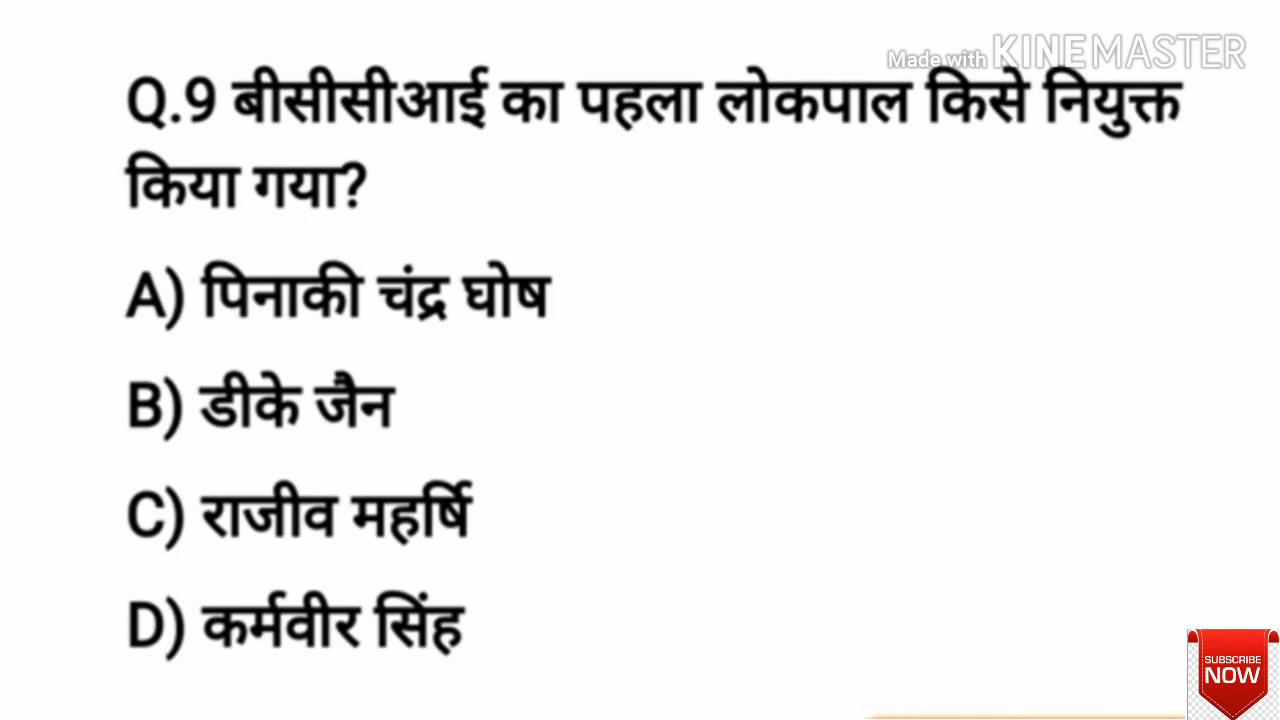 Made with KINEMASTER
Q.9 बीसीसीआई का पहला लोकपाल किसे नियुक्त
किया गया?
A) पिनाकी चंद्र घोष
B) डीके जैन
C) राजीव महर्षि
D) कर्मवीर सिंह
SUBSCRIBE
NOW